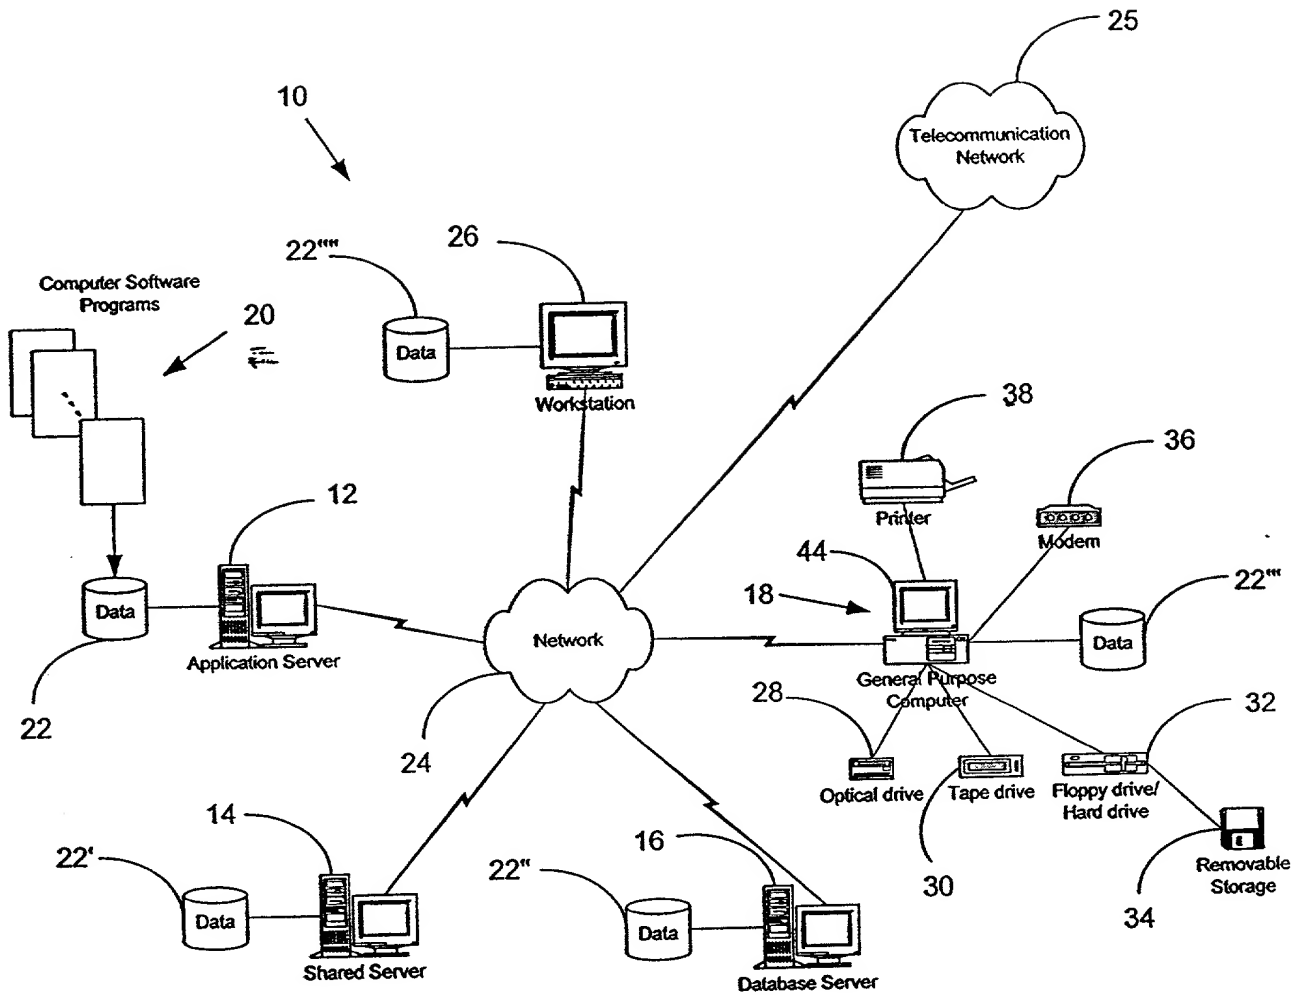 25
10
Telecommunication
Network
22""
26
Computer Software
Programs
20
Data
Workstation
38
36
12
Printer
Modem
44
18
22'"
Data
Application Server
Network
Data
General Purpose
Computer
22
24
28
32
Optical drive
Tape drive
Floppy drive/
Hard drive
14
16
22'
22"
30
34
Removable
Storage
Data
Shared Server
Data
Database Server